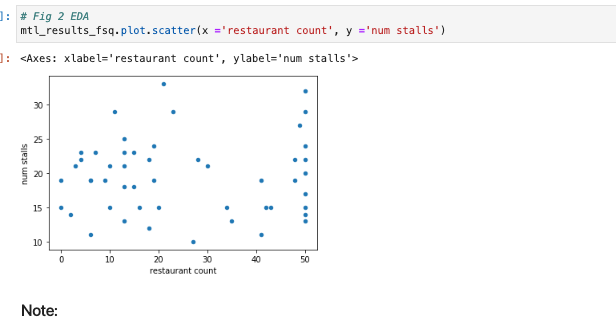 ]: # Fig 2 EDA
mtl_results_fsq.plot.scatter(x ='restaurant count', y ='num stalls')
]: <Axes: xlabel='restaurant count', ylabel='num stalls'>
30
25
20
15
10
num stalls
0 10 20 30 40 50
restaurant count
Note: